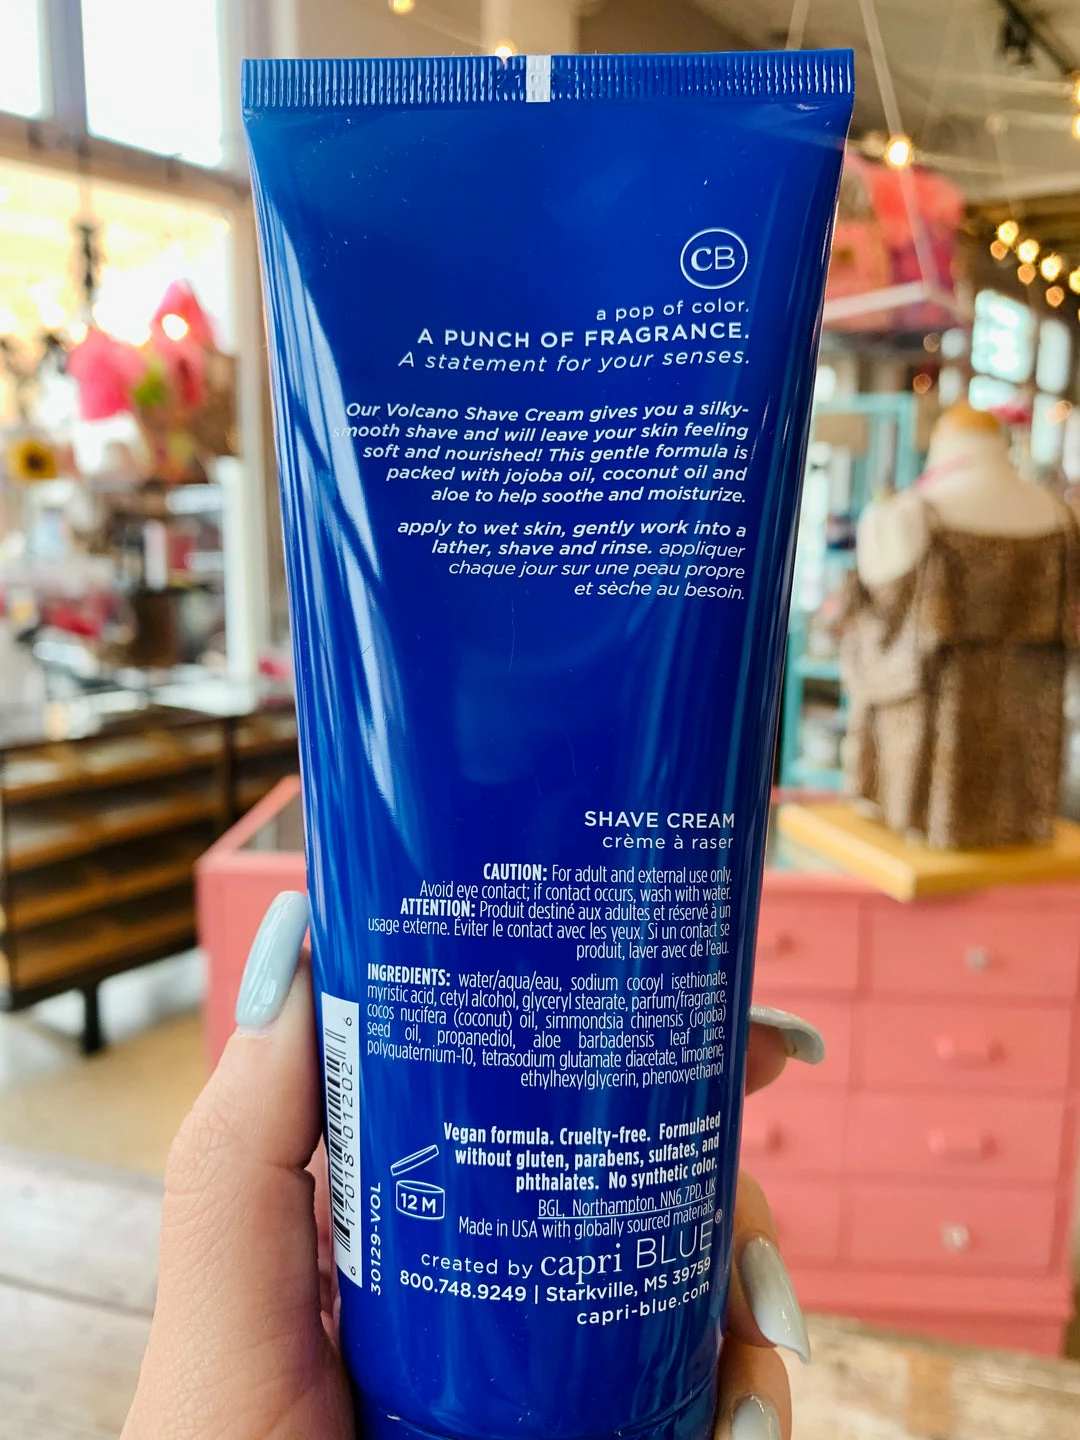 CB
a pop of color.
A PUNCH OF FRAGRANCE.
A statement for your senses.
Our Volcano Shave Cream gives you a silky-
smooth shave and will leave your skin feeling
soft and nourished! This gentle formula is
packed with jojoba oil, coconut oil and
aloe to help soothe and moisturize.
apply to wet skin, gently work into a
lather, shave and rinse. appliquer
chaque jour sur une peau propre
et sèche au besoin.
SHAVE CREAM
crème à raser
CAUTION: For adult and external use only.
Avoid eye contact; if contact occurs, wash with water.
ATTENTION: Produit destiné aux adultes et réservé à un
usage externe. Éviter le contact avec les yeux. Si un contact se
produit, laver avec de l'eau.
INGREDIENTS: water/aqua/eau, sodium cocoyl isethionate,
myristic acid, cetyl alcohol, glyceryl stearate, parfum/fragrance,
cocos nucifera (coconut) oil, simmondsia chinensis (jojoba)
seed oil, propanediol, aloe barbadensis leaf juice,
polyquaternium-10, tetrasodium glutamate diacetate, limonene,
ethylhexylglycerin, phenoxyethanol
Vegan formula. Cruelty-free. Formulated
without gluten, parabens, sulfates, and
phthalates. No synthetic color.
12 M
BGL, Northampton, NN6 7PD, UK
Made in USA with globally sourced materials.
created by capri BLUE®
800.748.9249 | Starkville, MS 39759
capri-blue.com
6 17018 01202 6
30129-VOL